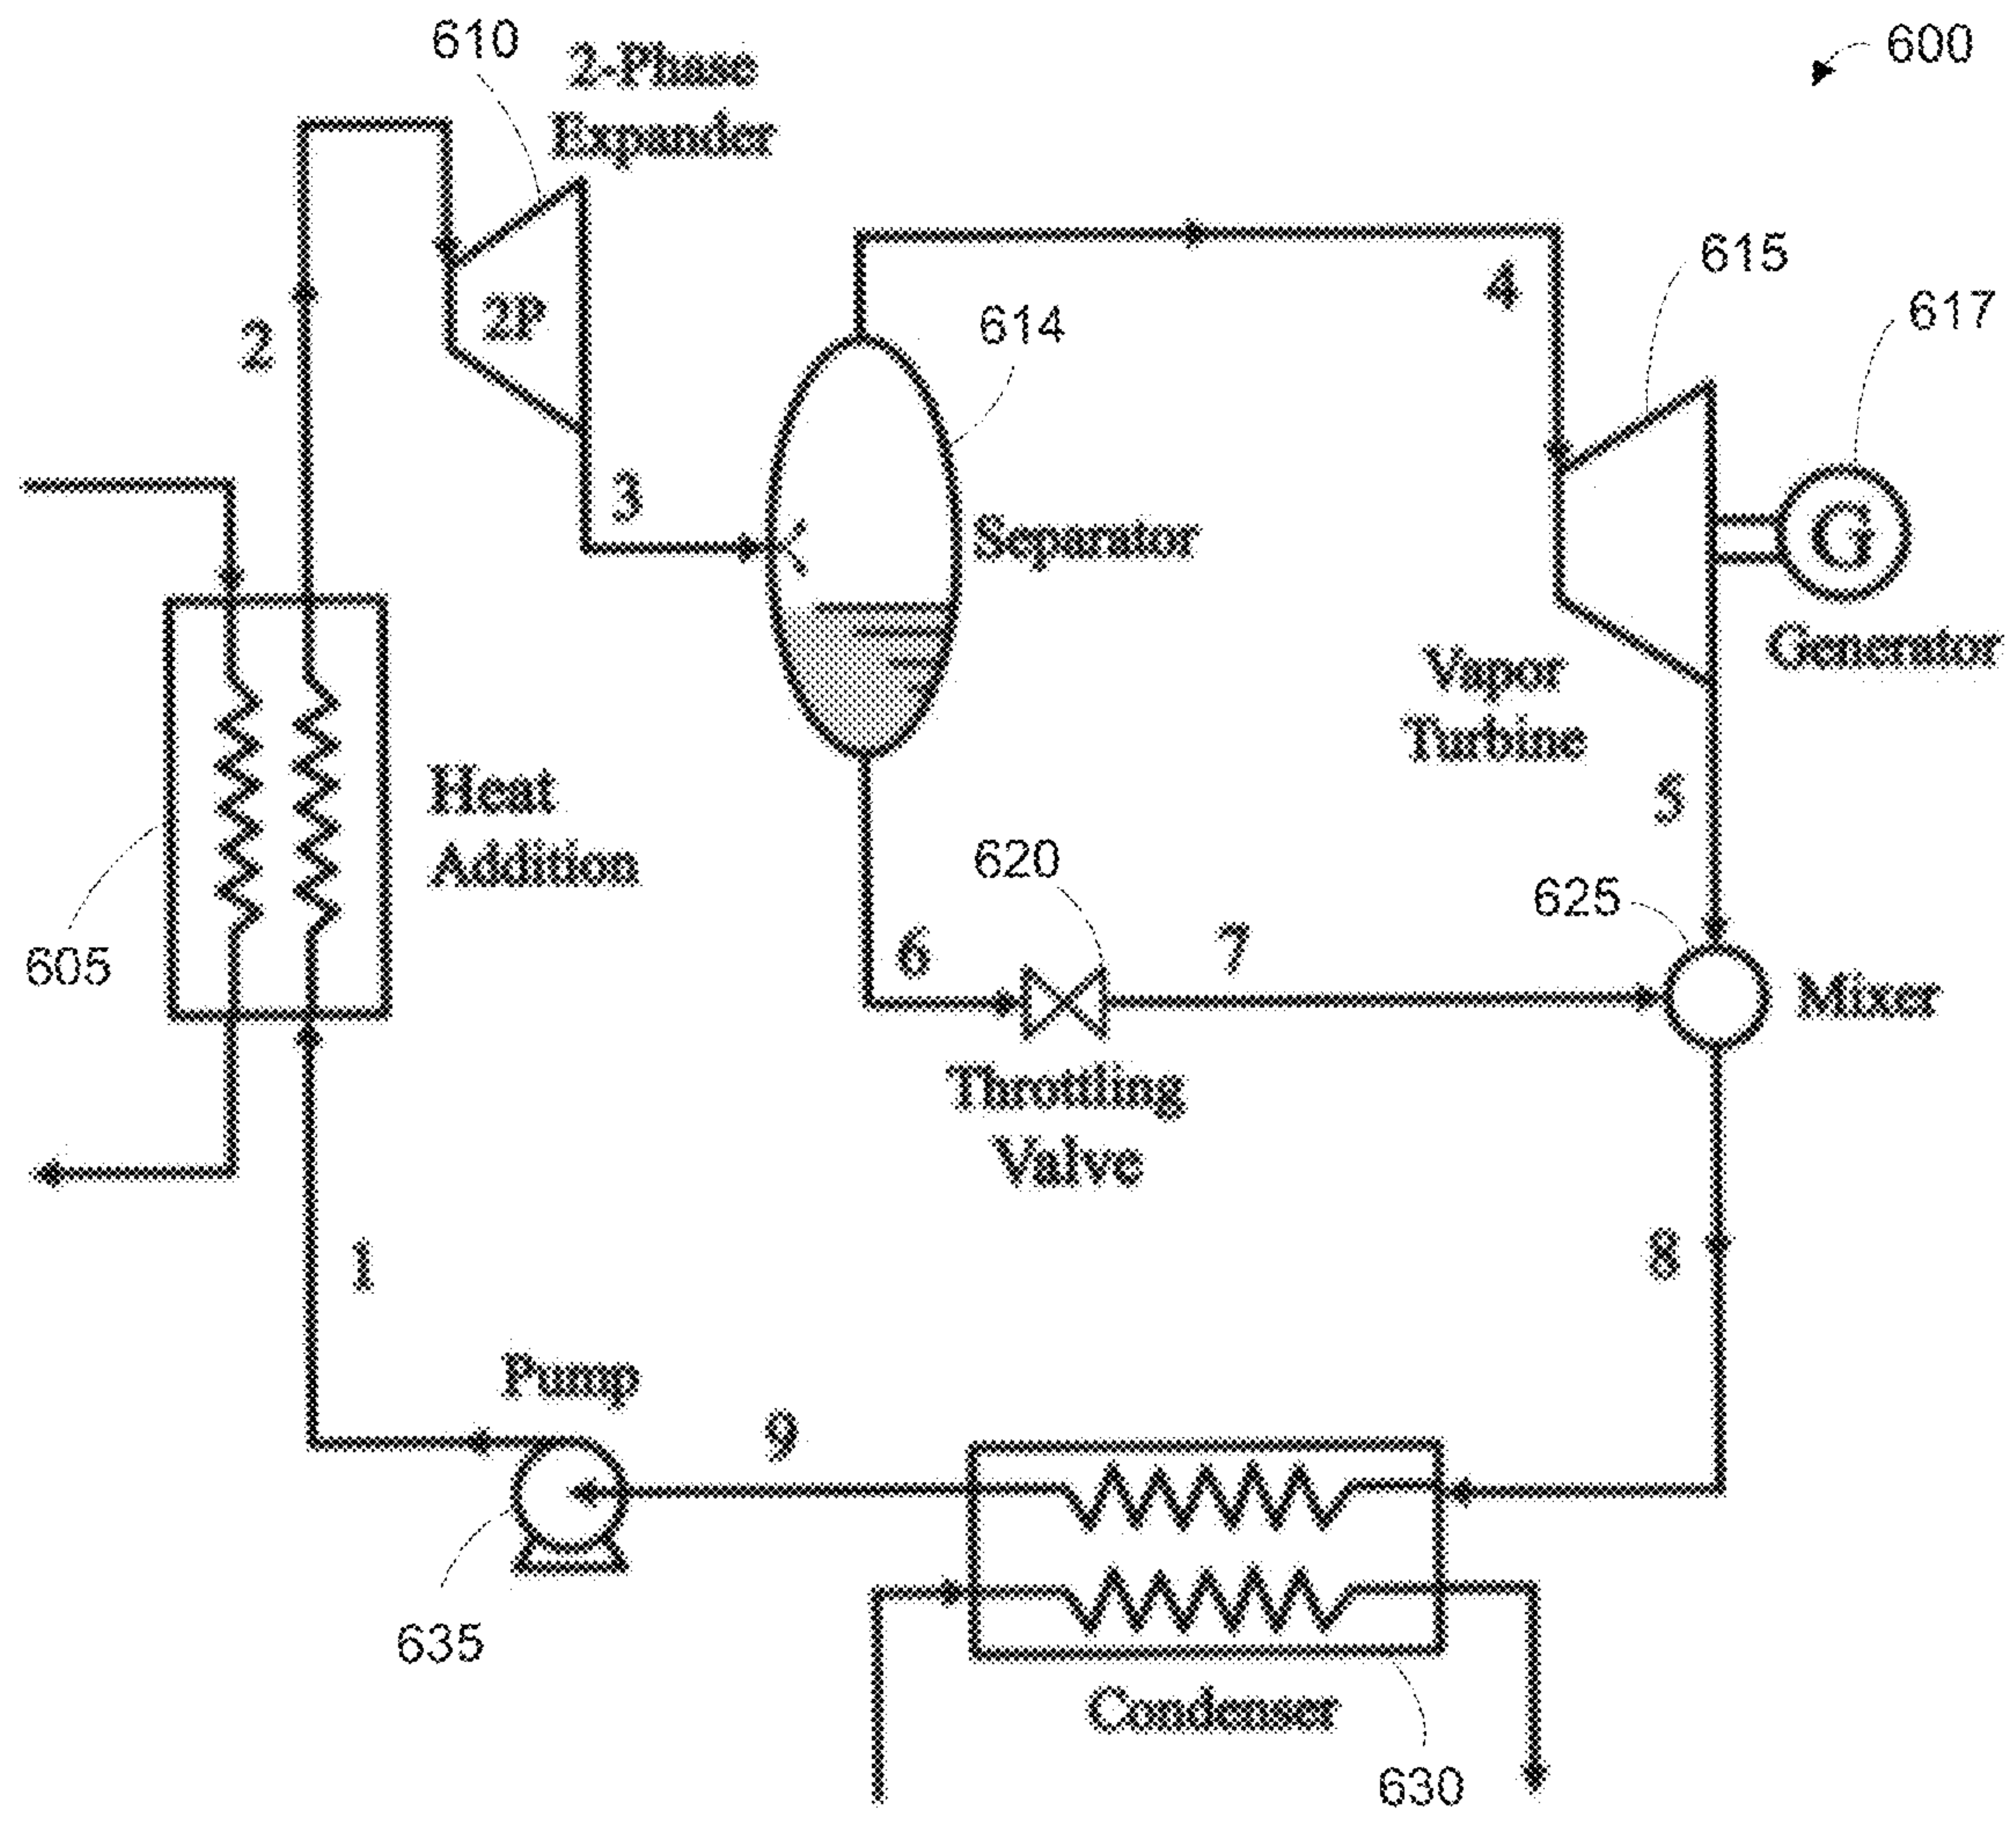 610
2-Phase
Expander
600
2P
2
3
614
Separator
4
615
617
G
Generator
Vapor
Turbine
5
Heat
Addition
605
620
6
7
625
Mixer
Throttling
Valve
1
8
Pump
9
635
Condenser
630